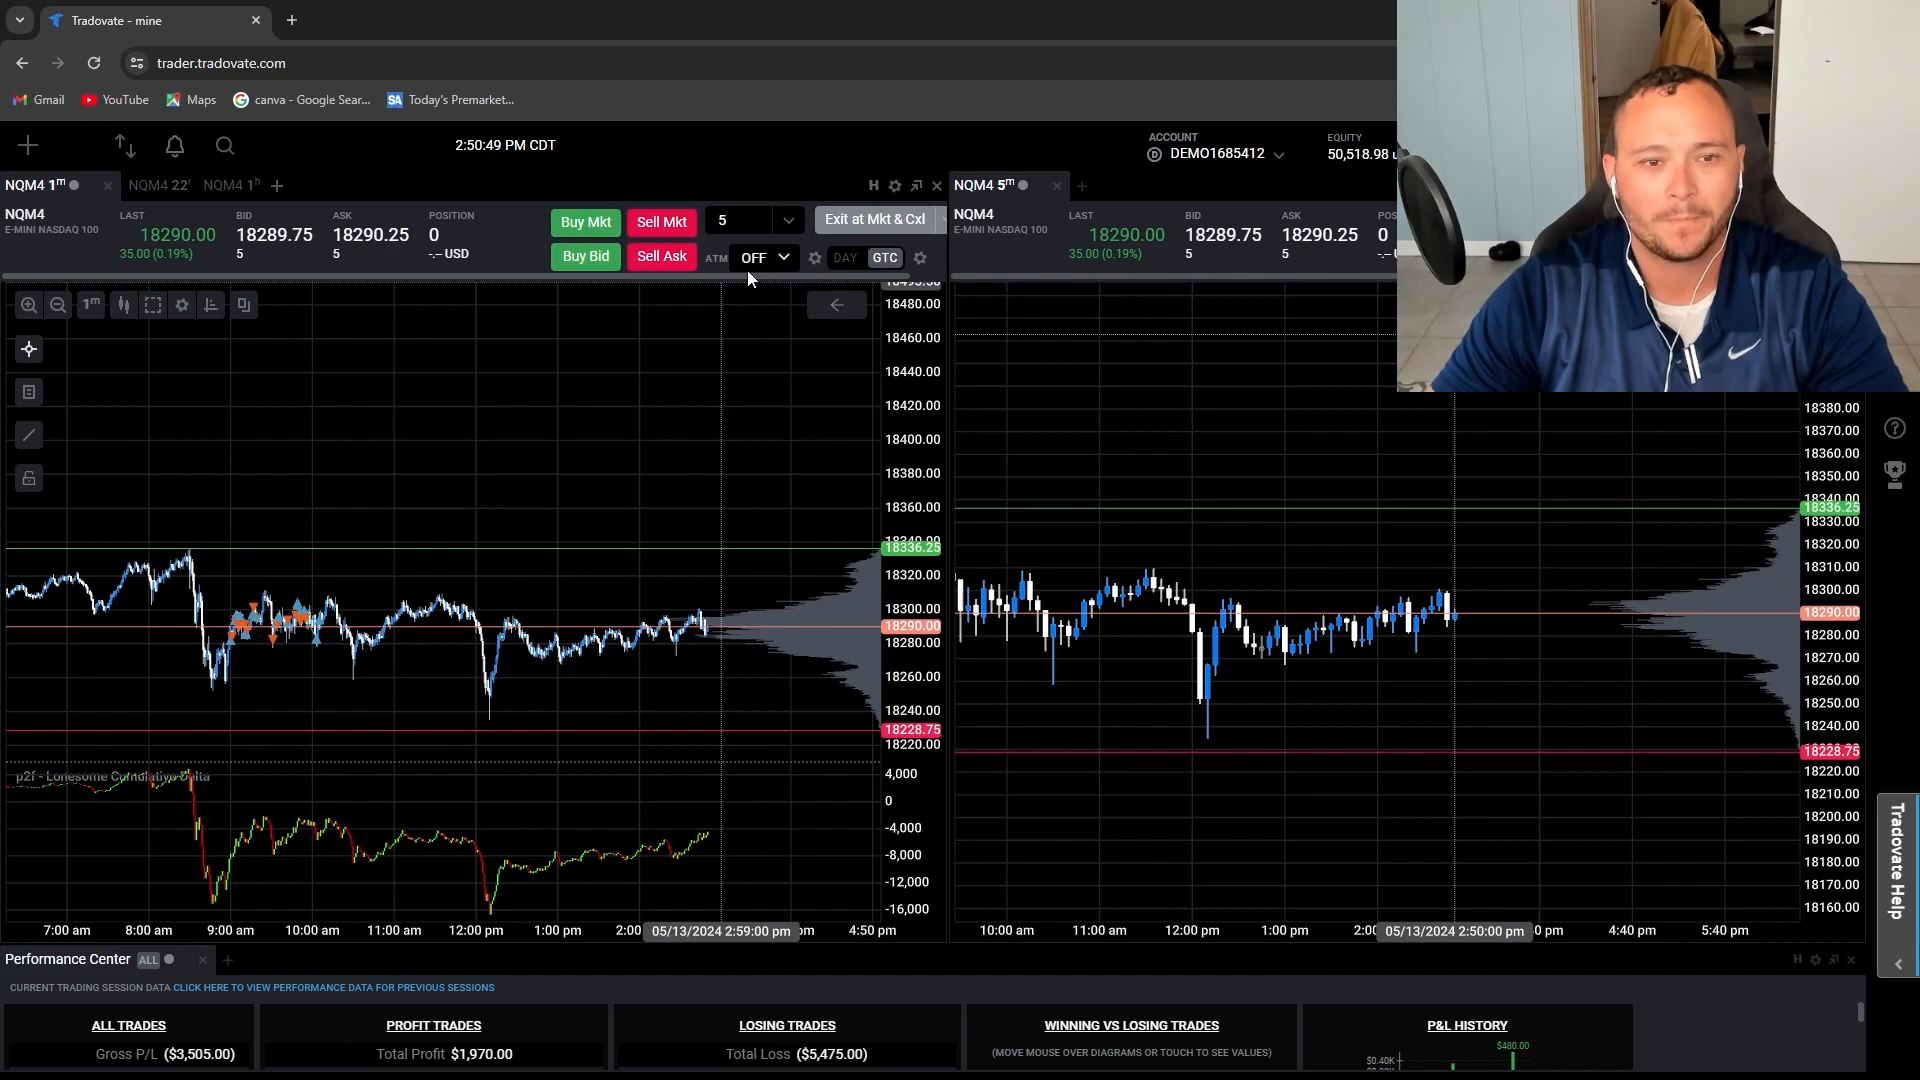 Tradovate - mine
trader.tradovate.com
Gmail YouTube Maps canva - Google Sear... Today's Premarket...
2:50:49 PM CDT
ACCOUNT
DEMO1685412
EQUITY
50,518.98
NQM4 1m NQM4 22r NQM4 1h
H
NQM4
E-MINI NASDAQ 100
LAST
18290.00
35.00 (0.19%)
BID
18289.75
5
ASK
18290.25
5
POSITION
0
-.-- USD
Buy Mkt Sell Mkt 5 Exit at Mkt & Cxl
Buy Bid Sell Ask ATM OFF DAY GTC
NQM4 5m
NQM4
E-MINI NASDAQ 100
LAST
18290.00
35.00 (0.19%)
BID
18289.75
5
ASK
18290.25
5
POS
0
-.--
1m
18480.00
18460.00
18440.00
18420.00
18400.00
18380.00
18360.00
18340.00
18336.25
18320.00
18300.00
18290.00
18280.00
18260.00
18240.00
18228.75
18220.00
p2f - Lonesome Cumulative Delta
4,000
0
-4,000
-8,000
-12,000
-16,000
7:00 am 8:00 am 9:00 am 10:00 am 11:00 am 12:00 pm 1:00 pm 2:00 05/13/2024 2:59:00 pm pm 4:50 pm
18380.00
18370.00
18360.00
18350.00
18340.00
18336.25
18330.00
18320.00
18310.00
18300.00
18290.00
18280.00
18270.00
18260.00
18250.00
18240.00
18228.75
18220.00
18210.00
18200.00
18190.00
18180.00
18170.00
18160.00
10:00 am 11:00 am 12:00 pm 1:00 pm 2:00 05/13/2024 2:50:00 pm 0 pm 4:40 pm 5:40 pm
Tradovate Help
Performance Center ALL
H
CURRENT TRADING SESSION DATA CLICK HERE TO VIEW PERFORMANCE DATA FOR PREVIOUS SESSIONS
ALL TRADES
Gross P/L ($3,505.00)
PROFIT TRADES
Total Profit $1,970.00
LOSING TRADES
Total Loss ($5,475.00)
WINNING VS LOSING TRADES
(MOVE MOUSE OVER DIAGRAMS OR TOUCH TO SEE VALUES)
P&L HISTORY
$480.00
$0.40K